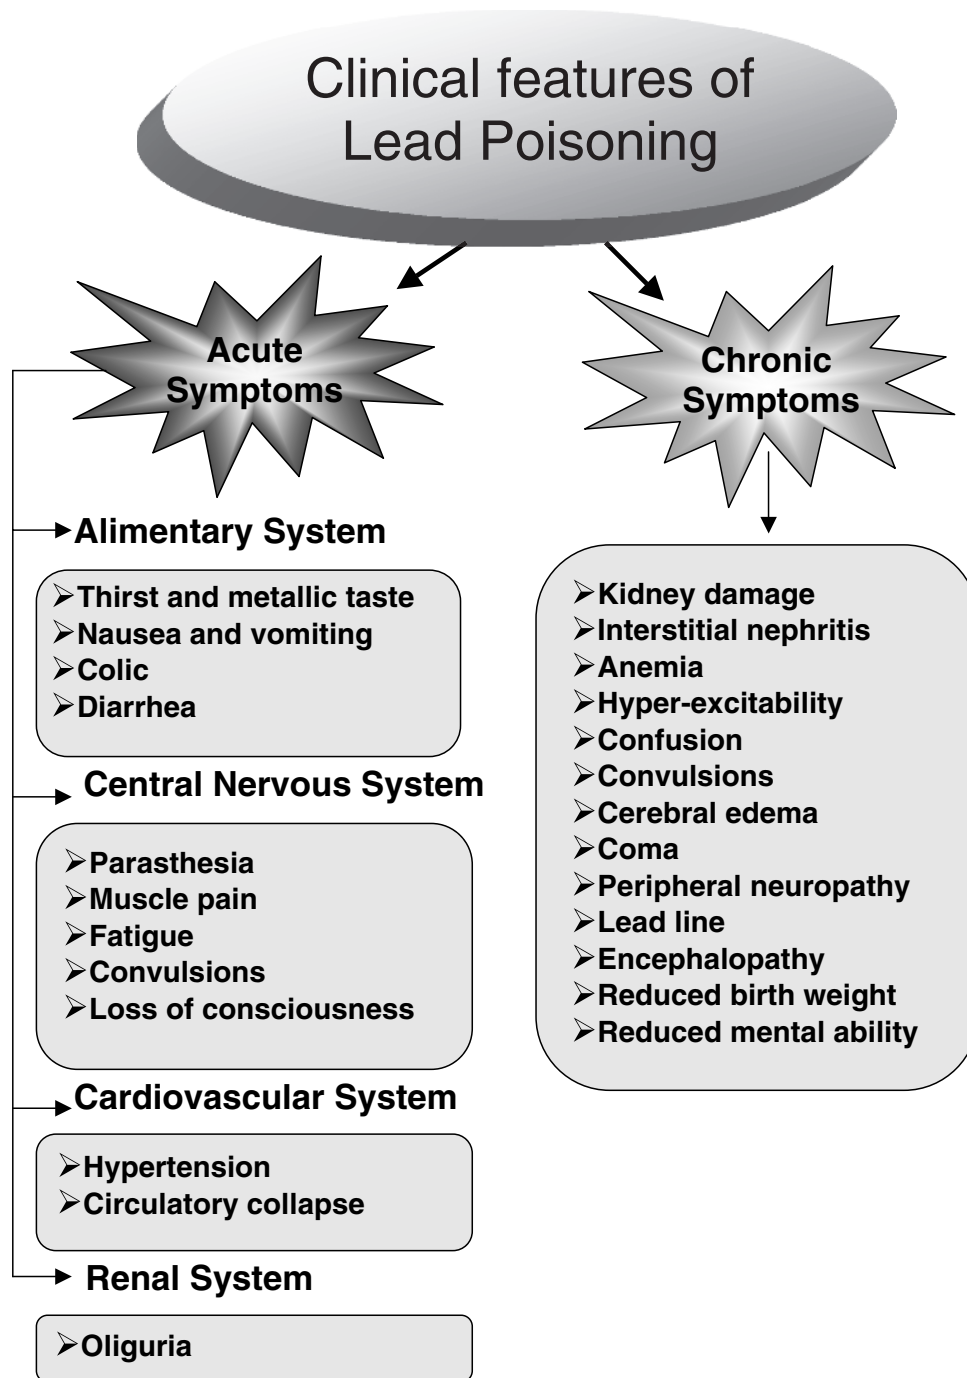 Clinical features of
Lead Poisoning
Acute
Symptoms
Alimentary System
Thirst and metallic taste
Nausea and vomiting
Colic
Diarrhea
Central Nervous System
Parasthesia
Muscle pain
Fatigue
Convulsions
Loss of consciousness
Cardiovascular System
Hypertension
Circulatory collapse
Renal System
Oliguria
Chronic
Symptoms
Kidney damage
Interstitial nephritis
Anemia
Hyper-excitability
Confusion
Convulsions
Cerebral edema
Coma
Peripheral neuropathy
Lead line
Encephalopathy
Reduced birth weight
Reduced mental ability